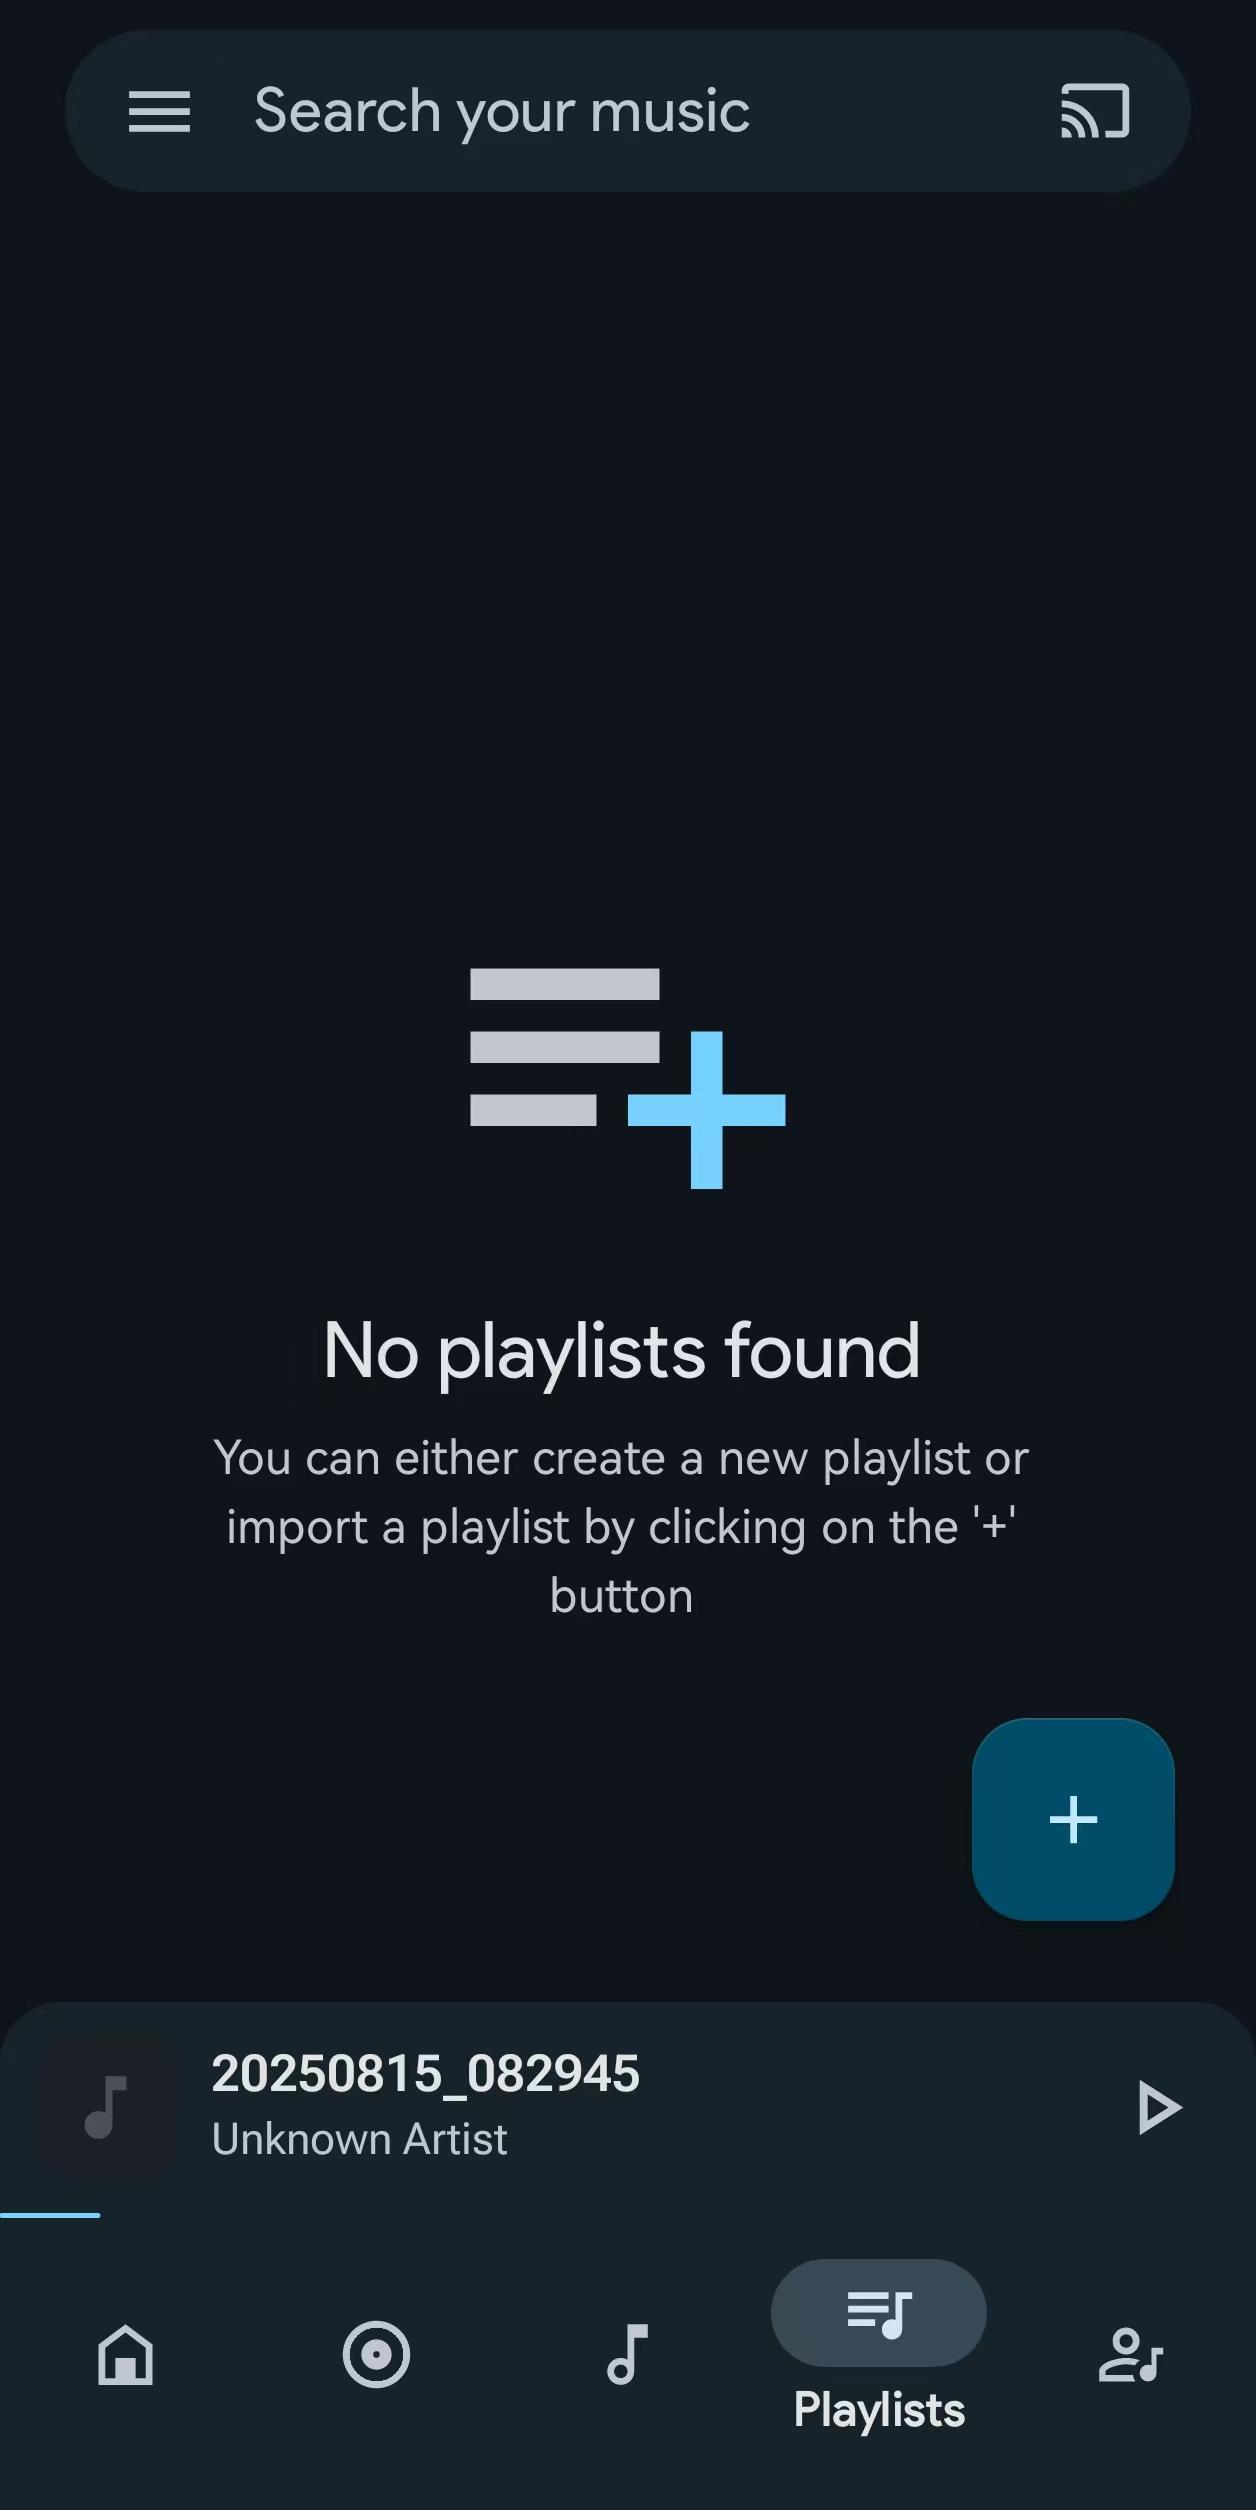 Search your music
No playlists found
You can either create a new playlist or
import a playlist by clicking on the '+'
button
20250815_082945
Unknown Artist
Playlists